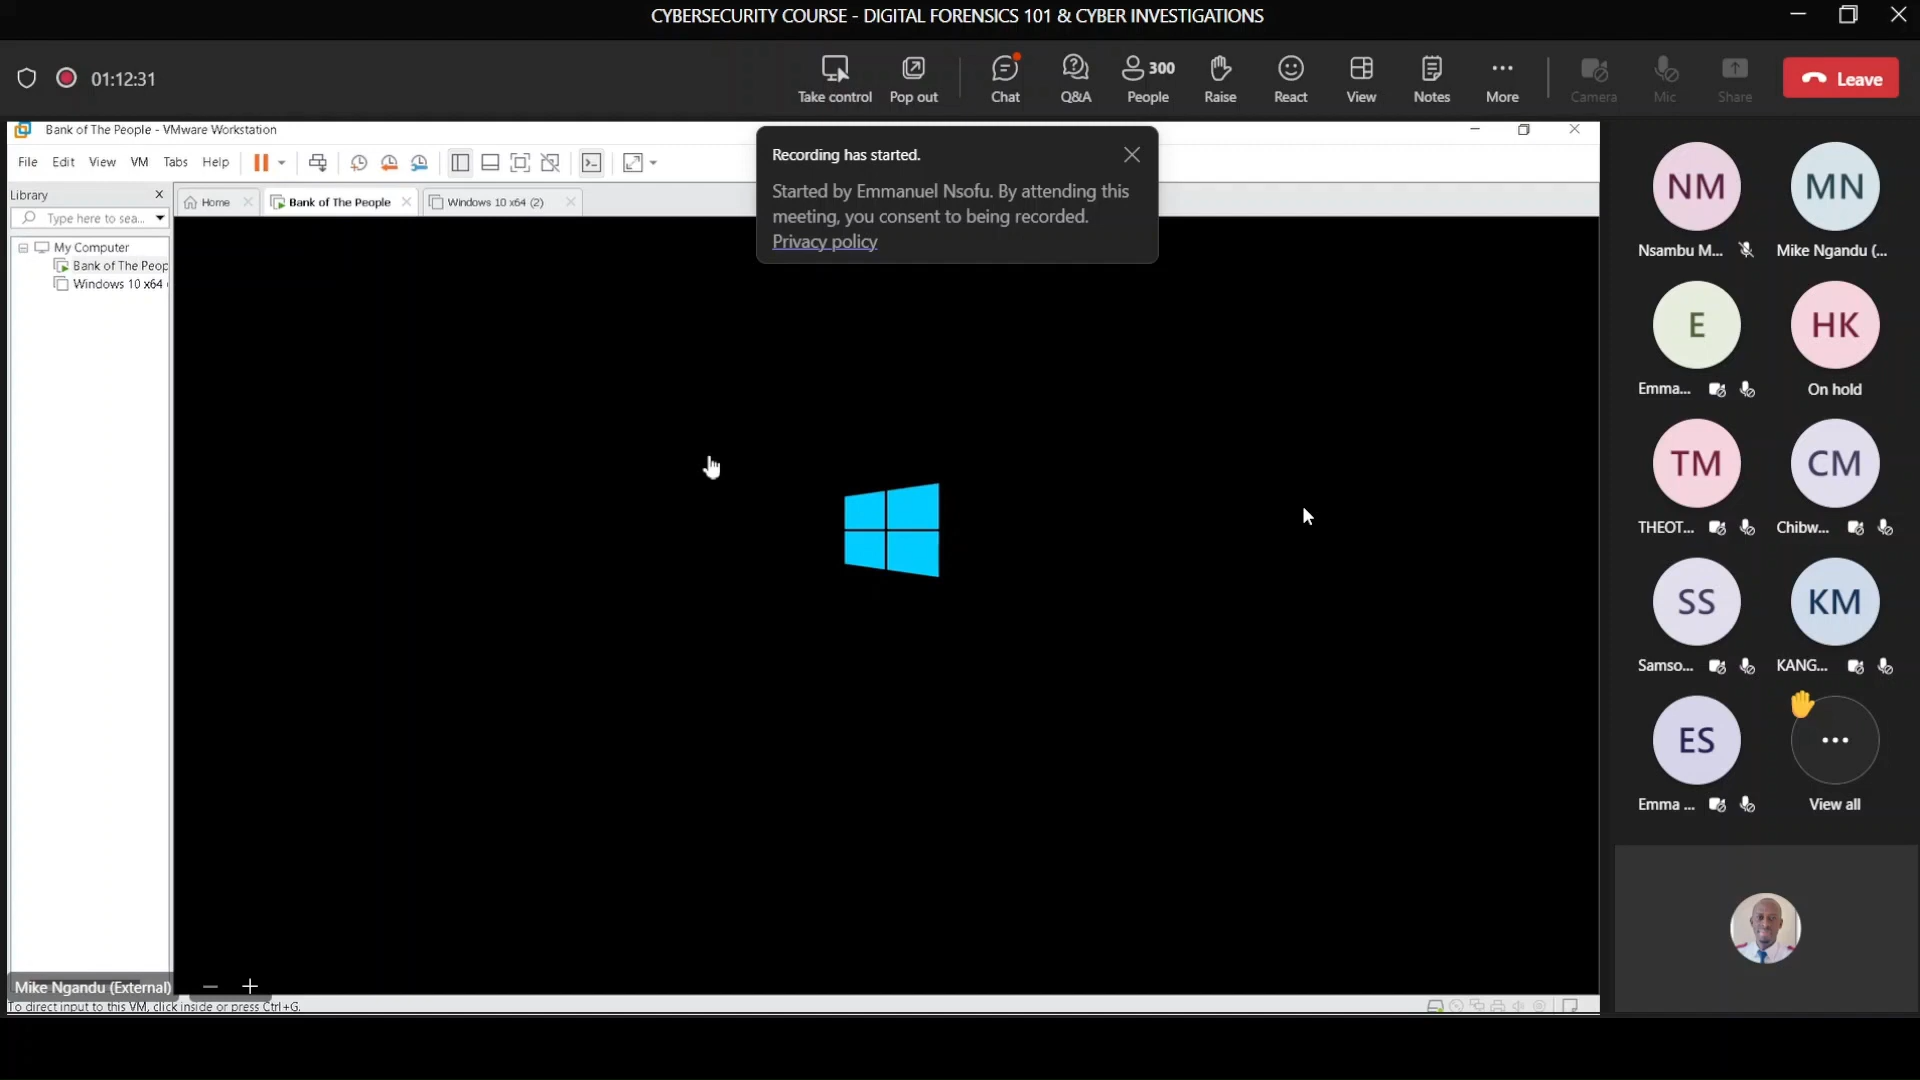 CYBERSECURITY COURSE - DIGITAL FORENSICS 101 & CYBER INVESTIGATIONS
01:12:31
Take control
Pop out
Chat
Q&A
300
People
Raise
React
View
Notes
More
Camera
Mic
Share
Leave
Bank of The People - VMware Workstation
File Edit View VM Tabs Help
Library
Type here to sea...
Home
Bank of The People
Windows 10 x64 (2)
My Computer
Bank of The Peop
Windows 10 x64
Recording has started.
Started by Emmanuel Nsofu. By attending this
meeting, you consent to being recorded.
Privacy policy
NM
Nsambu M...
MN
Mike Ngandu (...
E
Emma...
HK
On hold
TM
THEOT...
CM
Chibw...
SS
Samso...
KM
KANG...
ES
Emma ...
View all
Mike Ngandu (External)
To direct input to this VM, click inside or press Ctrl+G.